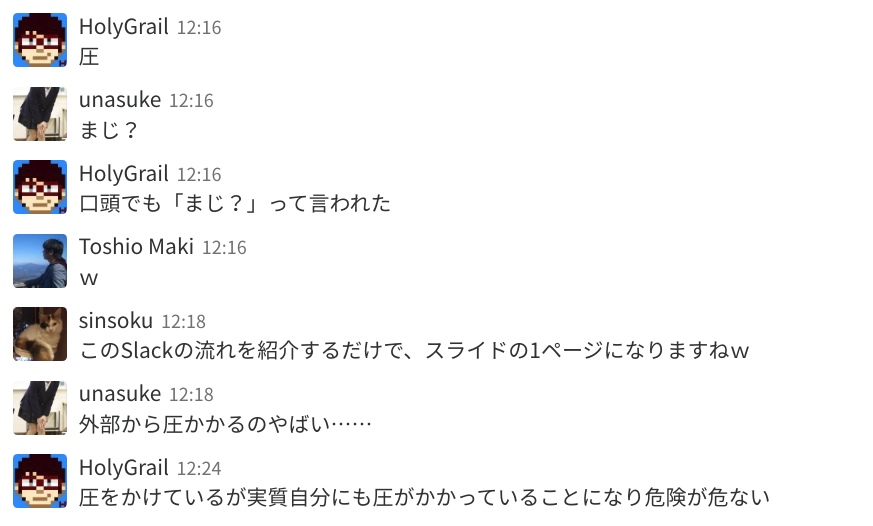 HolyGrail 12:16
圧
unasuke 12:16
まじ？
HolyGrail 12:16
口頭でも「まじ？」って言われた
Toshio Maki 12:16
ｗ
sinsoku 12:18
このSlackの流れを紹介するだけで、スライドの1ページになりますねｗ
unasuke 12:18
外部から圧かかるのやばい……
HolyGrail 12:24
圧をかけているが実質自分にも圧がかかっていることになり危険が危ない